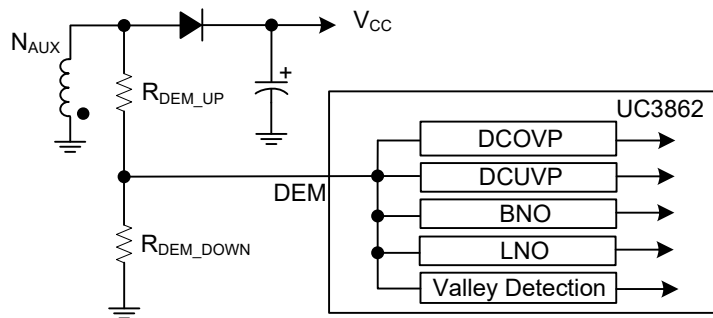 V_CC
N_AUX
R_DEM_UP
UC3862
DCOVP
DEM
DCUVP
BNO
R_DEM_DOWN
LNO
Valley Detection
+